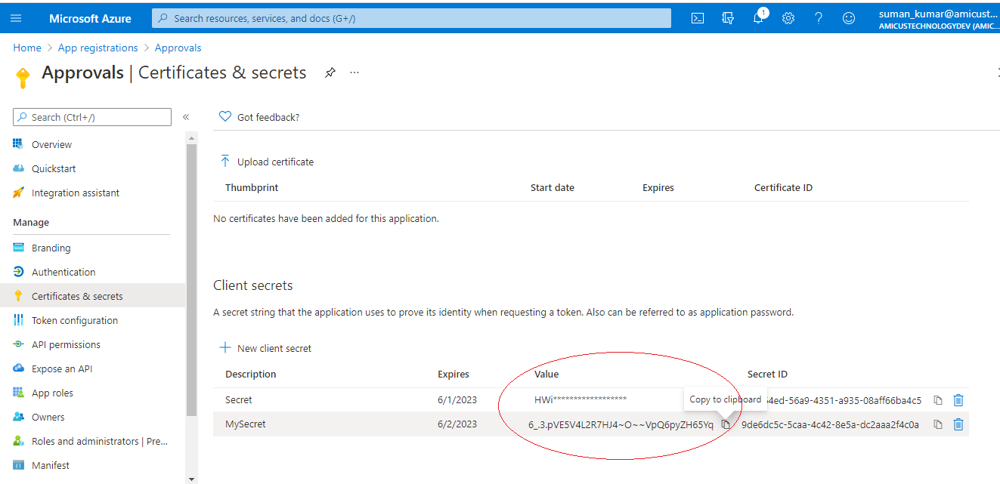 Microsoft Azure
Search resources, services, and docs (G+/)
1
suman_kumar@amicust...
AMICUSTECHNOLOGYDEV (AMIC...
Home > App registrations > Approvals
Approvals | Certificates & secrets
Search (Ctrl+/)
Got feedback?
Overview
Quickstart
Integration assistant
Manage
Branding
Authentication
Certificates & secrets
Token configuration
API permissions
Expose an API
App roles
Owners
Roles and administrators | Pre...
Manifest
Upload certificate
Thumbprint Start date Expires Certificate ID
No certificates have been added for this application.
Client secrets
A secret string that the application uses to prove its identity when requesting a token. Also can be referred to as application password.
New client secret
Description Expires Value Secret ID
Secret 6/1/2023 HWi****************** 4ed-56a9-4351-a935-08aff66ba4c5
Copy to clipboard
MySecret 6/2/2023 6_.3.pVE5V4L2R7HJ4~O~~VpQ6pyZH65Yq 9de6dc5c-5caa-4c42-8e5a-dc2aaa2f4c0a